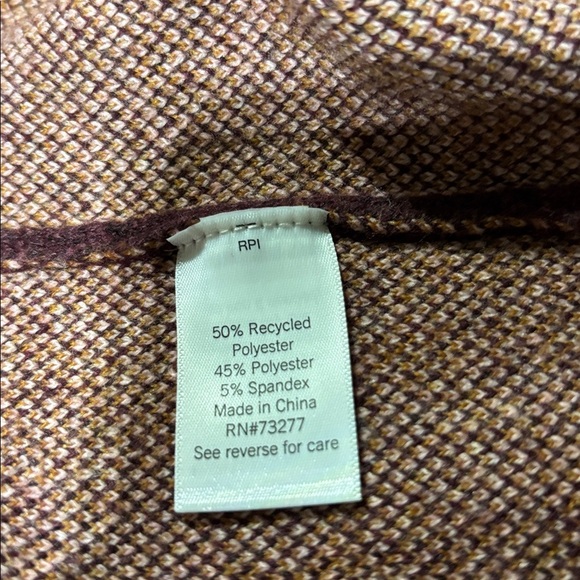 RPI
50% Recycled
Polyester
45% Polyester
5% Spandex
Made in China
RN#73277
See reverse for care